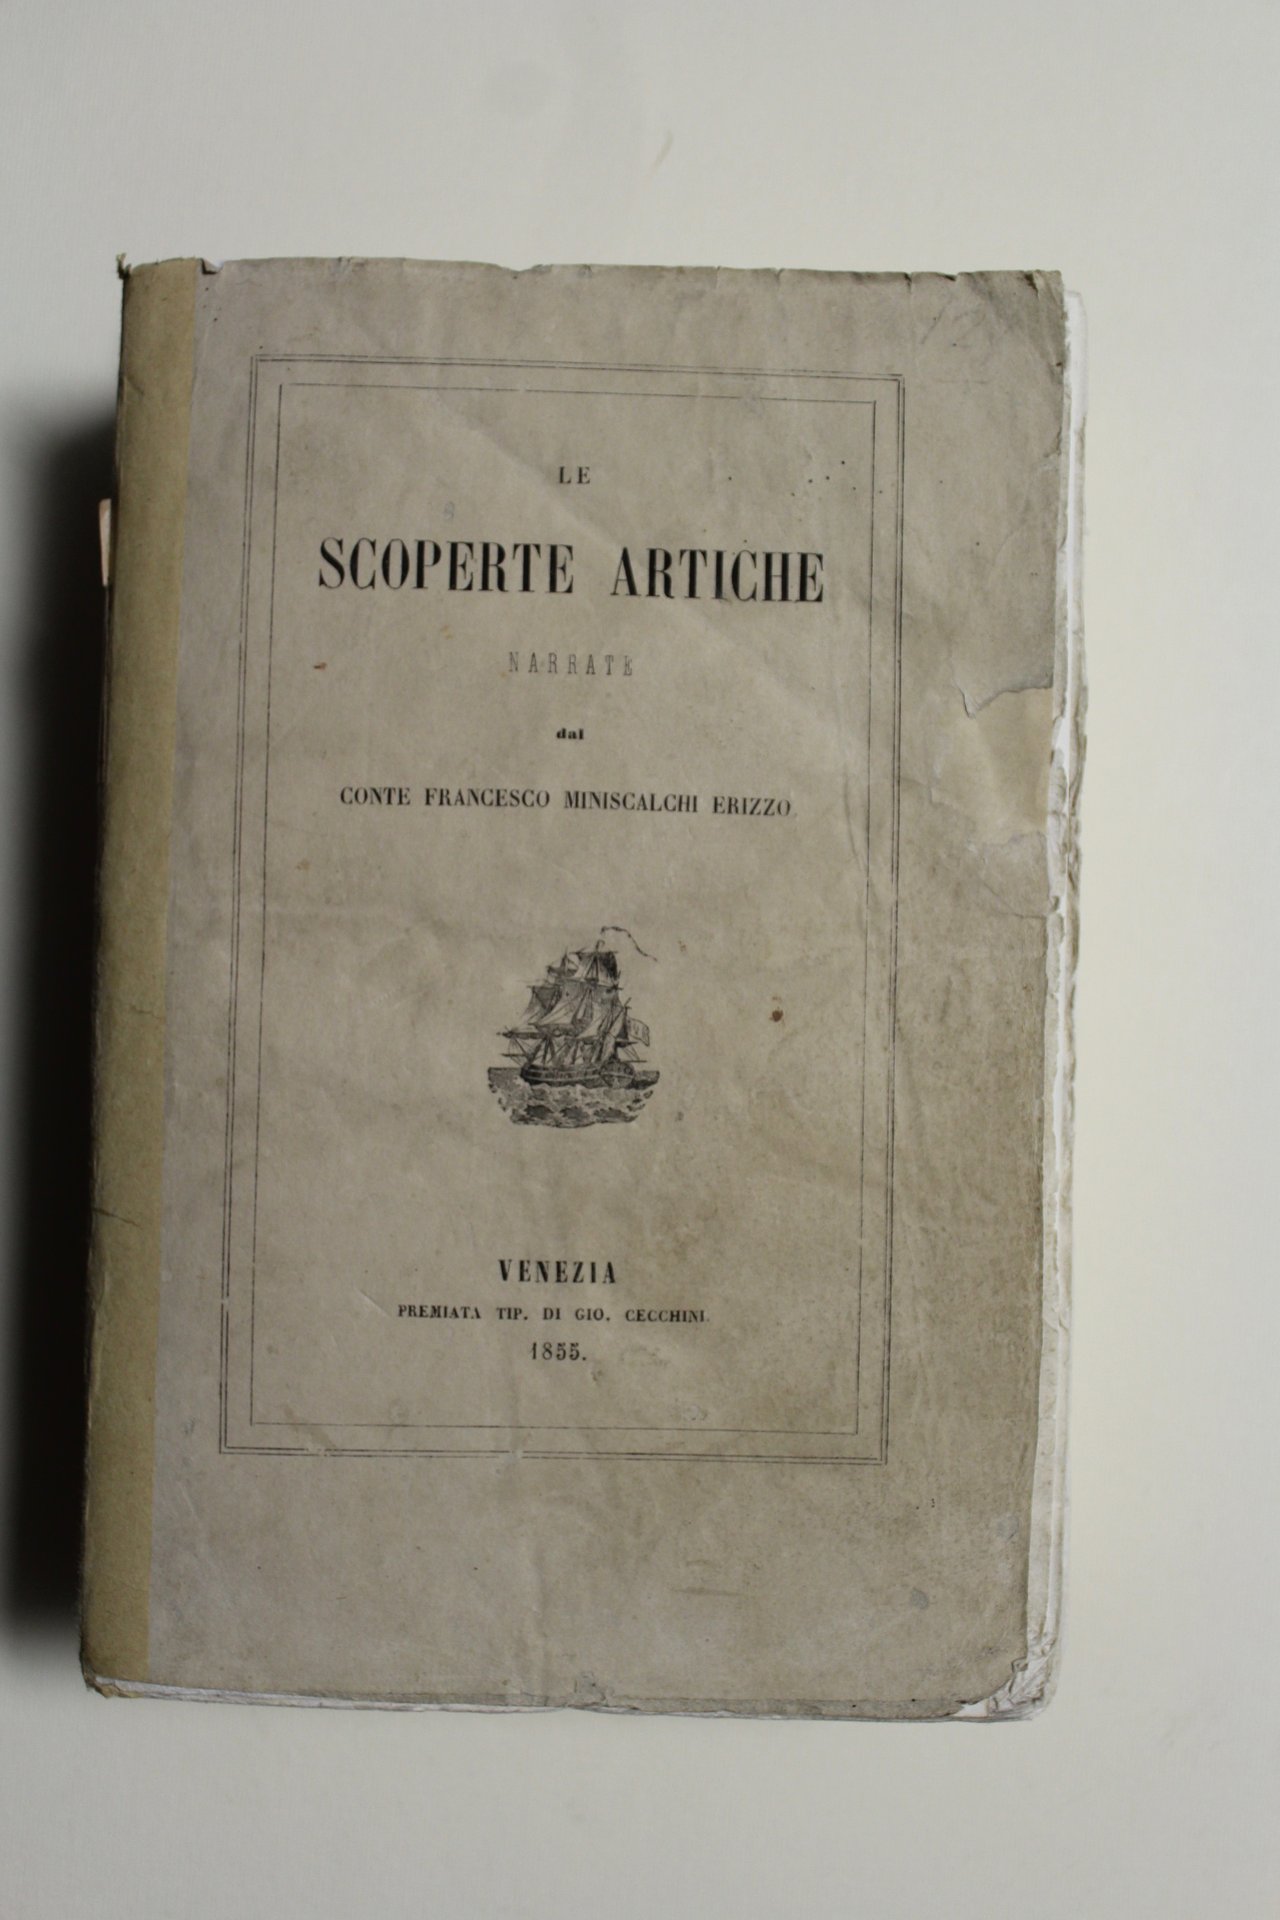 LE
SCOPERTE ARTICHE
NARRATE
dal
CONTE FRANCESCO MINISCALCHI ERIZZO
VENEZIA
PREMIATA TIP. DI GIO. CECCHINI.
1855.